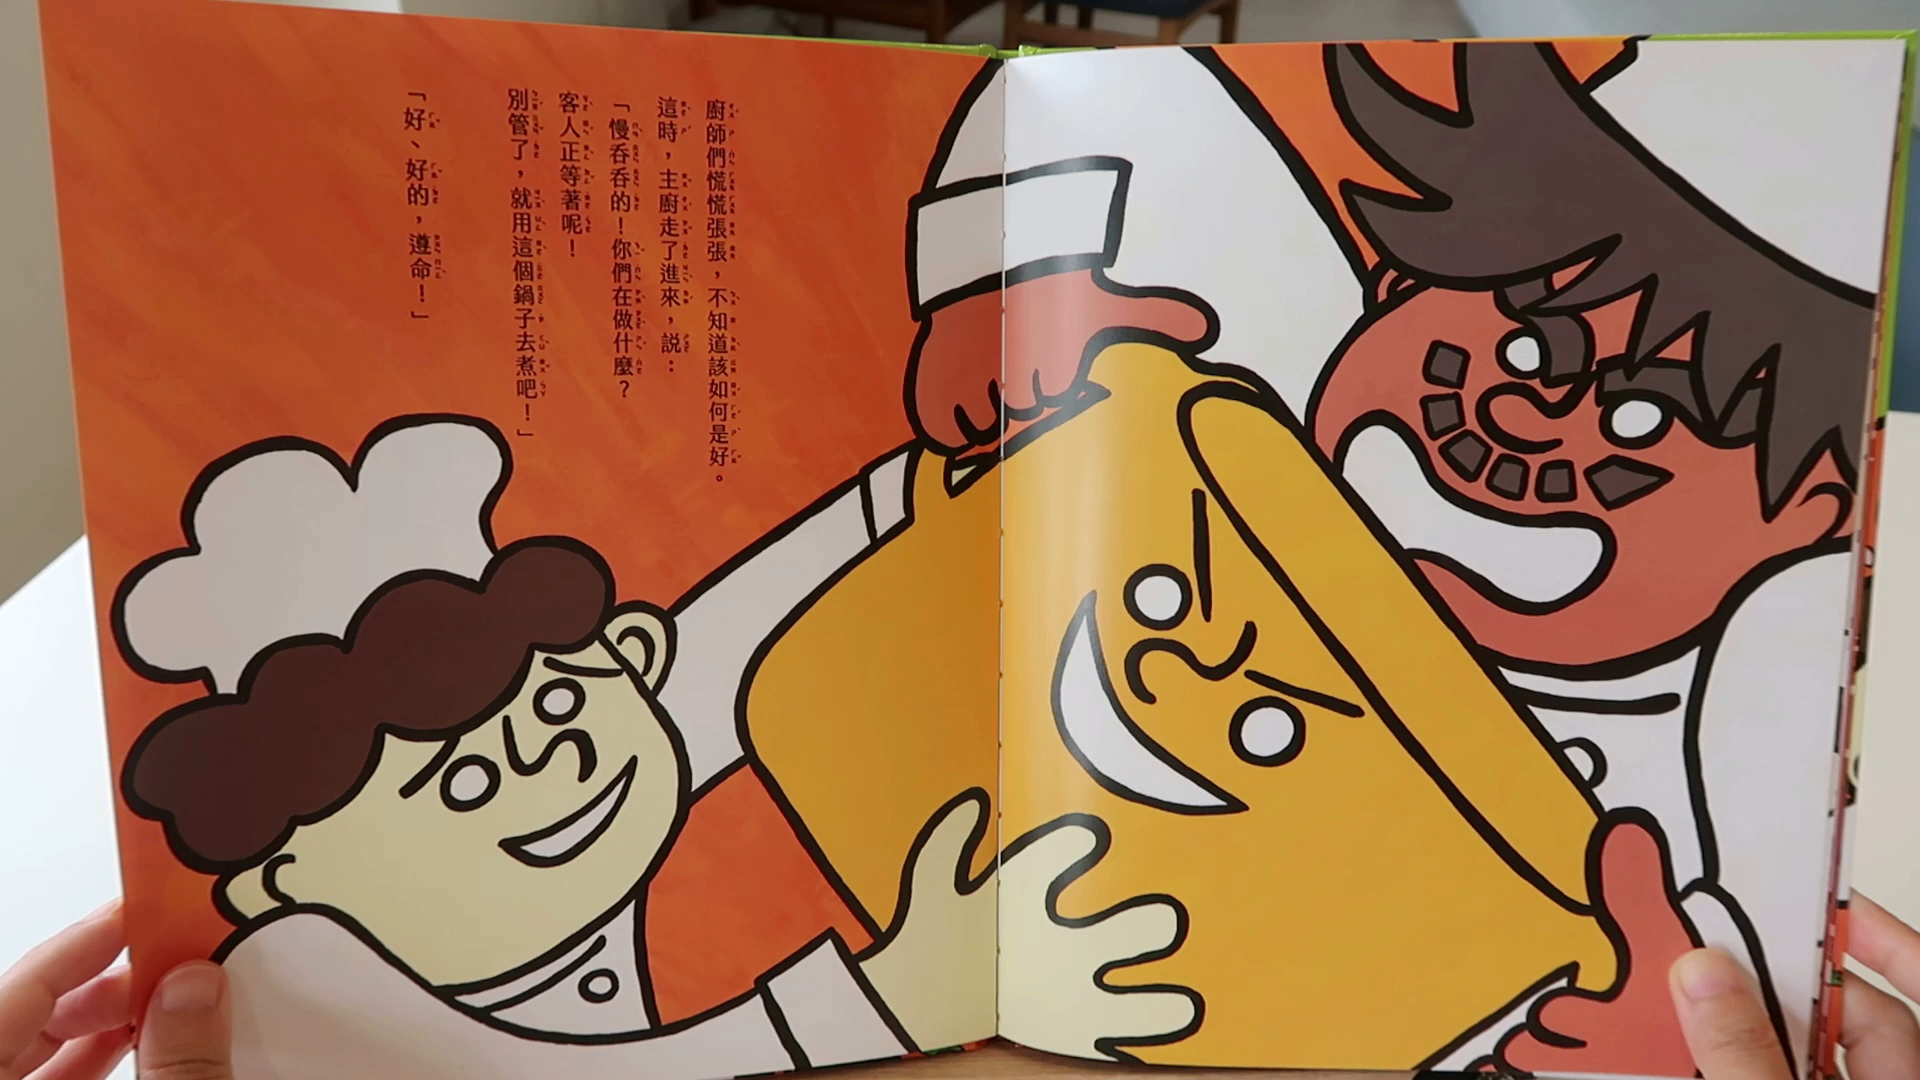 廚師們慌慌張張，不知道該如何是好。
這時，主廚走了進來，説：
「慢吞吞的！你們在做什麼？
客人正等著呢！
別管了，就用這個鍋子去煮吧！」
「好、好的，遵命！」